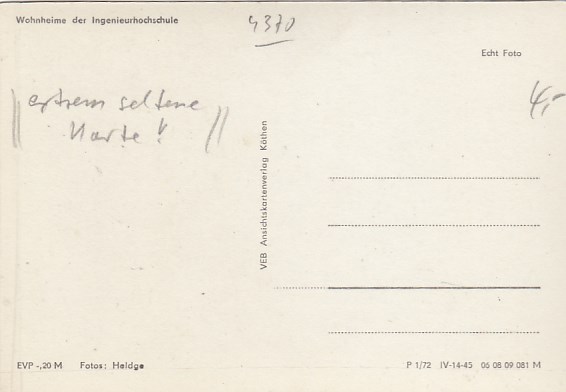 Wohnheime der Ingenieurhochschule
4370
Echt Foto
extrem seltene
Karte!
4,-
VEB Ansichtskartenverlag Köthen
EVP -,20 M Fotos: Heldge
P 1/72 IV-14-45 06 08 09 081 M